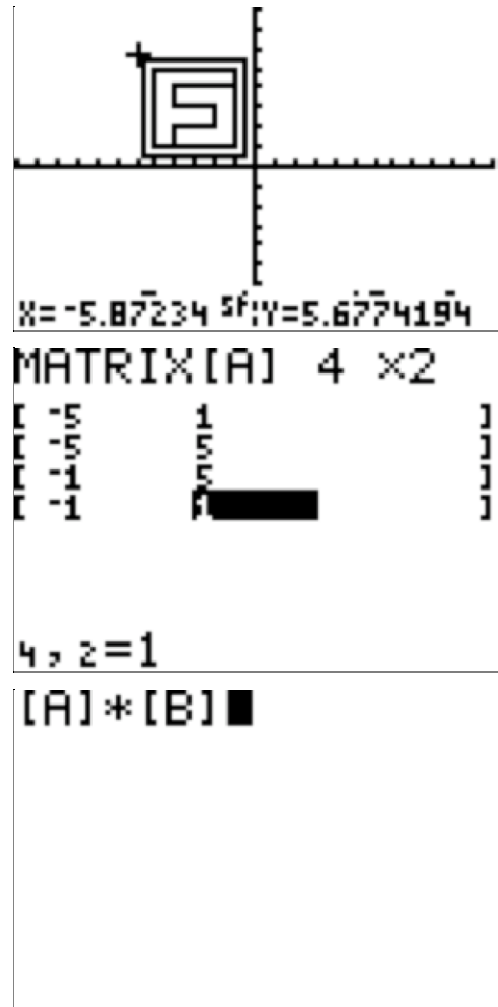 X=-5.87234 Y=5.6774194
MATRIX[A] 4 ×2
[ -5 1 ]
[ -5 5 ]
[ -1 5 ]
[ -1 1 ]
4,2=1
[A]*[B]